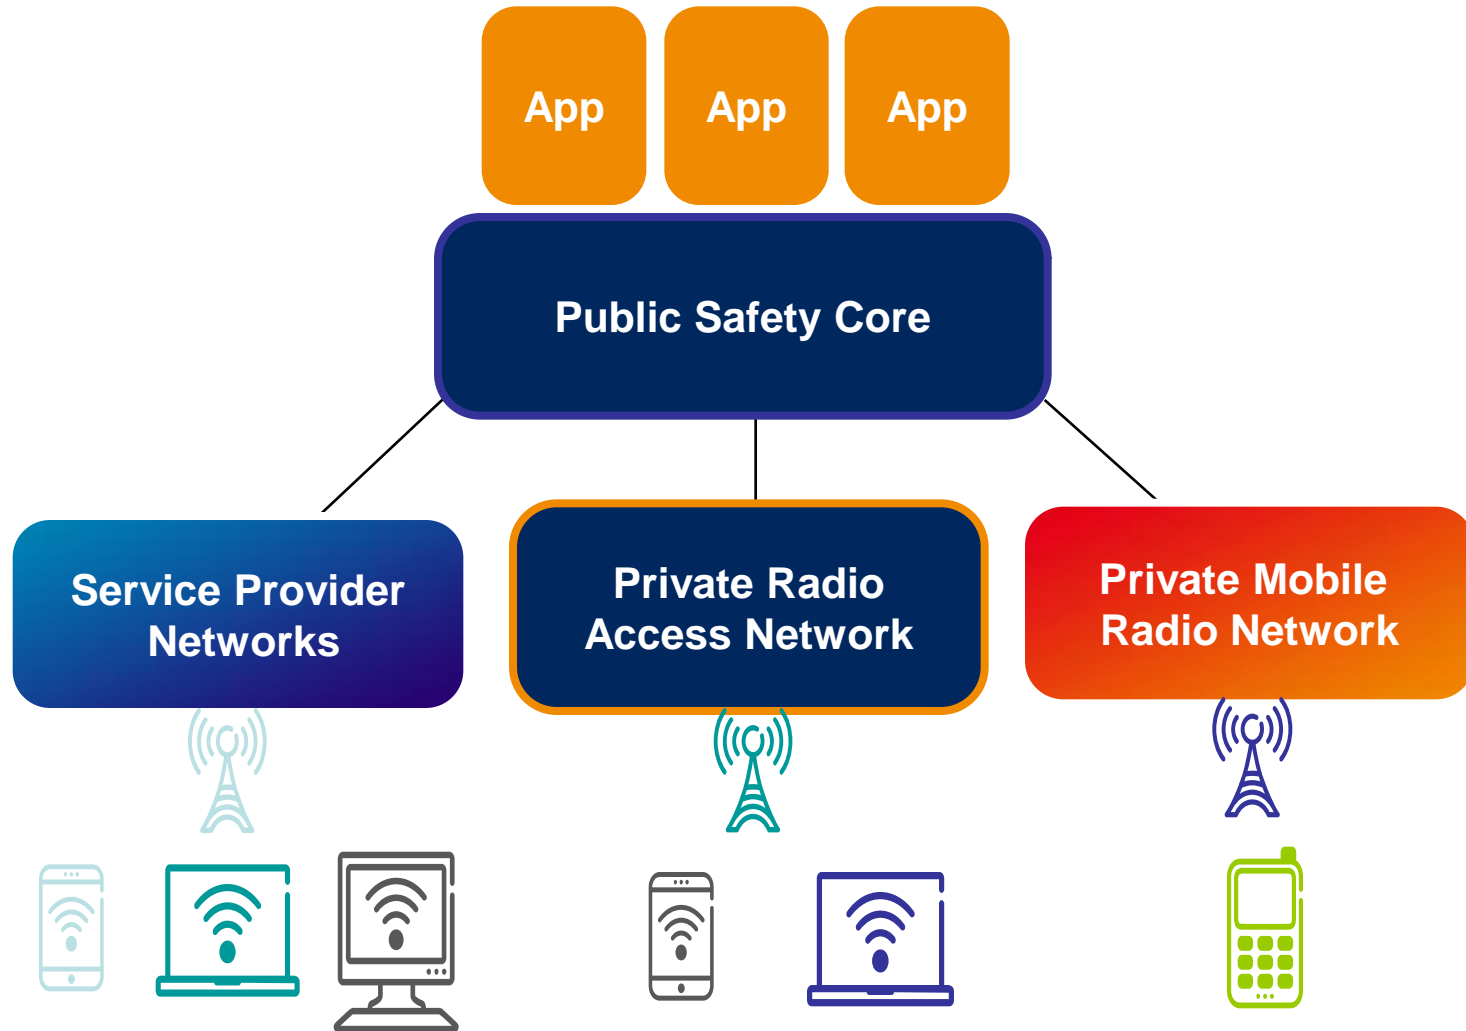 App
App
App
Public Safety Core
Service Provider
Networks
Private Radio
Access Network
Private Mobile
Radio Network